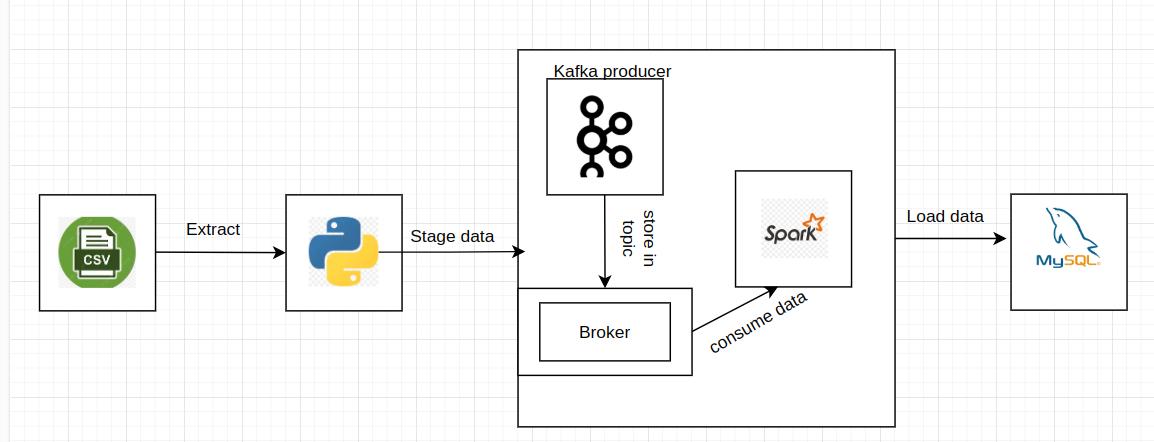 Kafka producer
CSV
Extract
Stage data
store in
topic
Spark
Load data
MySQL
Broker
consume data